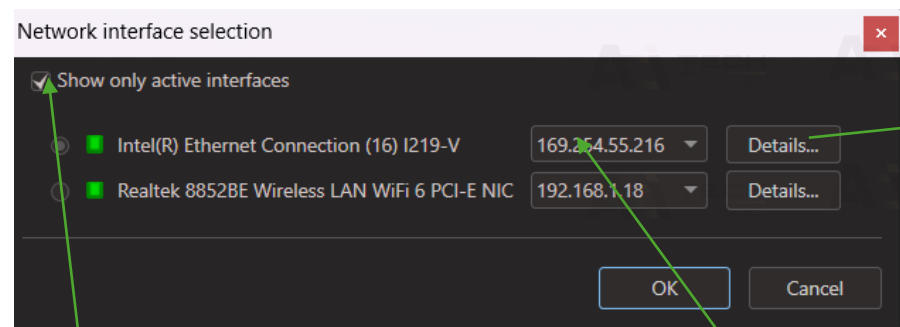 Network interface selection
Show only active interfaces
Intel(R) Ethernet Connection (16) I219-V 169.254.55.216 Details...
Realtek 8852BE Wireless LAN WiFi 6 PCI-E NIC 192.168.1.18 Details...
OK Cancel